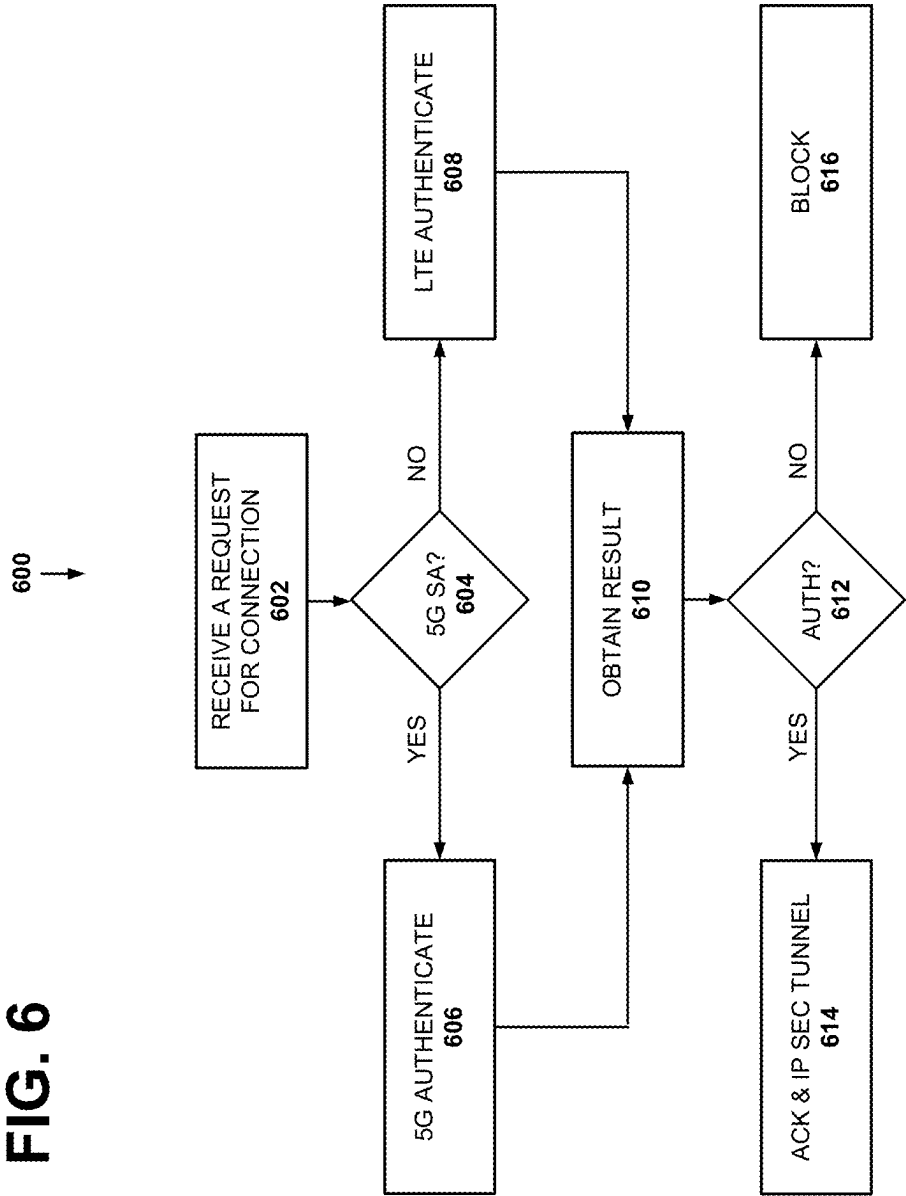 FIG. 6
600
RECEIVE A REQUEST
FOR CONNECTION
602
5G SA?
604
YES
NO
5G AUTHENTICATE
606
LTE AUTHENTICATE
608
OBTAIN RESULT
610
AUTH?
612
YES
NO
ACK & IP SEC TUNNEL
614
BLOCK
616